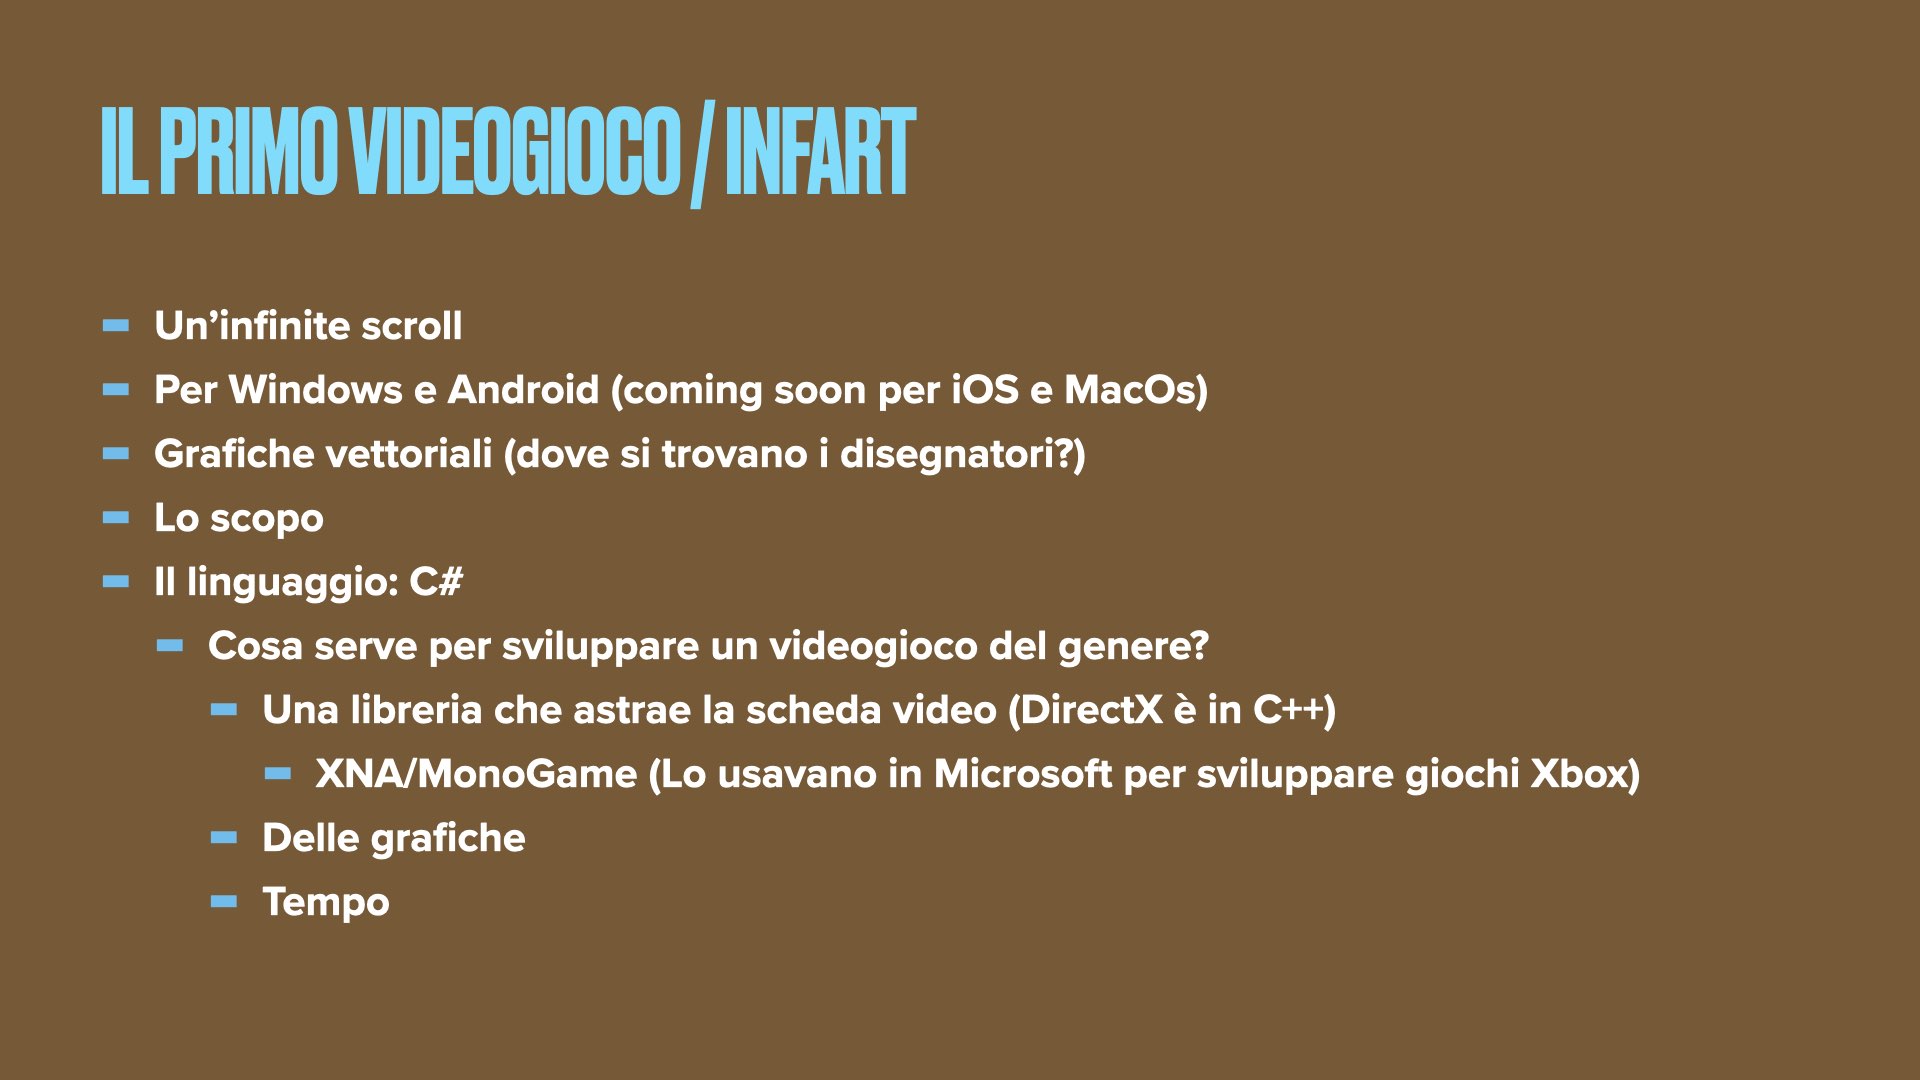 IL PRIMO VIDEOGIOCO / INFART
Un’infinite scroll
Per Windows e Android (coming soon per iOS e MacOs)
Grafiche vettoriali (dove si trovano i disegnatori?)
Lo scopo
Il linguaggio: C#
Cosa serve per sviluppare un videogioco del genere?
Una libreria che astrae la scheda video (DirectX è in C++)
XNA/MonoGame (Lo usavano in Microsoft per sviluppare giochi Xbox)
Delle grafiche
Tempo